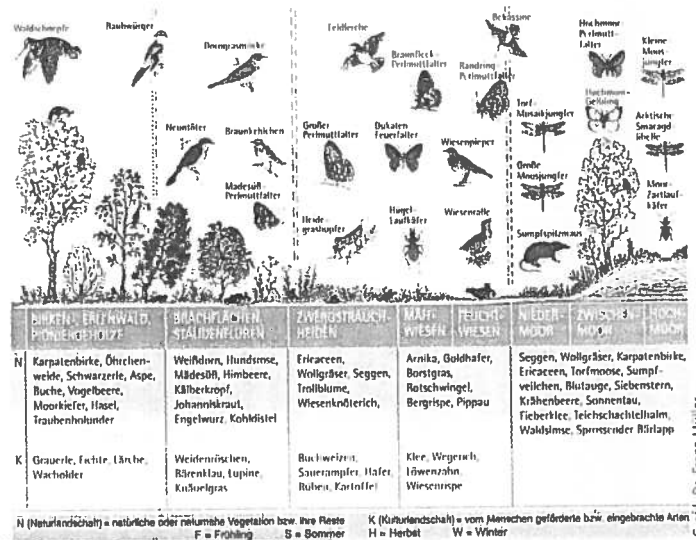 Waldschnepfe
Raubwürger
Dorngrasmücke
Feldlerche
Braunfleck-
Perlmuttfalter
Bekassine
Randring-
Perlmuttfalter
Hochmoor-
Perlmutt-
falter
Kleine
Moos-
jungfer
Hochmoor-
Gelbling
Torf-
Mosaikjungfer
Arktische
Smaragd-
libelle
Neuntöter
Braunkehlchen
Großer
Perlmuttfalter
Dukaten-
Feuerfalter
Wiesenpieper
Große
Moosjungfer
Mädesüß-
Perlmuttfalter
Moor-
Zartlauf-
käfer
Heide-
grashüpfer
Hügel-
Laufkäfer
Wiesenralle
Sumpfspitzmaus
BIRKEN-, ERLENWALD,
PIONIERGEHÖLZE
BRACHFLÄCHEN,
STAUDENFLUREN
ZWERGSTRAUCH-
HEIDEN
MÄH-
WIESEN
FEUCHT-
WIESEN
NIEDER-
MOOR
ZWISCHEN-
MOOR
HOCH-
MOOR
N
Karpatenbirke, Öhrchen-
weide, Schwarzerle, Aspe,
Buche, Vogelbeere,
Moorkiefer, Hasel,
Traubenholunder
Weißdorn, Hundsrose,
Mädesüß, Himbeere,
Kälberkropf,
Johanniskraut,
Engelwurz, Kohldistel
Ericaceen,
Wollgräser, Seggen,
Trollblume,
Wiesenknöterich,
Arnika, Goldhafer,
Borstgras,
Rotschwingel,
Bergrispe, Pippau
Seggen, Wollgräser, Karpatenbirke,
Ericaceen, Torfmoose, Sumpf-
veilchen, Blutauge, Siebenstern,
Krähenbeere, Sonnentau,
Fieberklee, Teichschachtelhalm,
Waldsimse, Sprossender Bärlapp
K
Grauerle, Fichte, Lärche,
Wacholder
Weidenröschen,
Bärenklau, Lupine,
Knäuelgras
Buchweizen,
Sauerampfer, Hafer,
Rüben, Kartoffel
Klee, Wegerich,
Löwenzahn,
Wiesenrispe
N (Naturlandschaft) = natürliche oder naturnahe Vegetation bzw. ihre Reste
K (Kulturlandschaft) = vom Menschen geförderte bzw. eingebrachte Arten
F = Frühling S = Sommer H = Herbst W = Winter